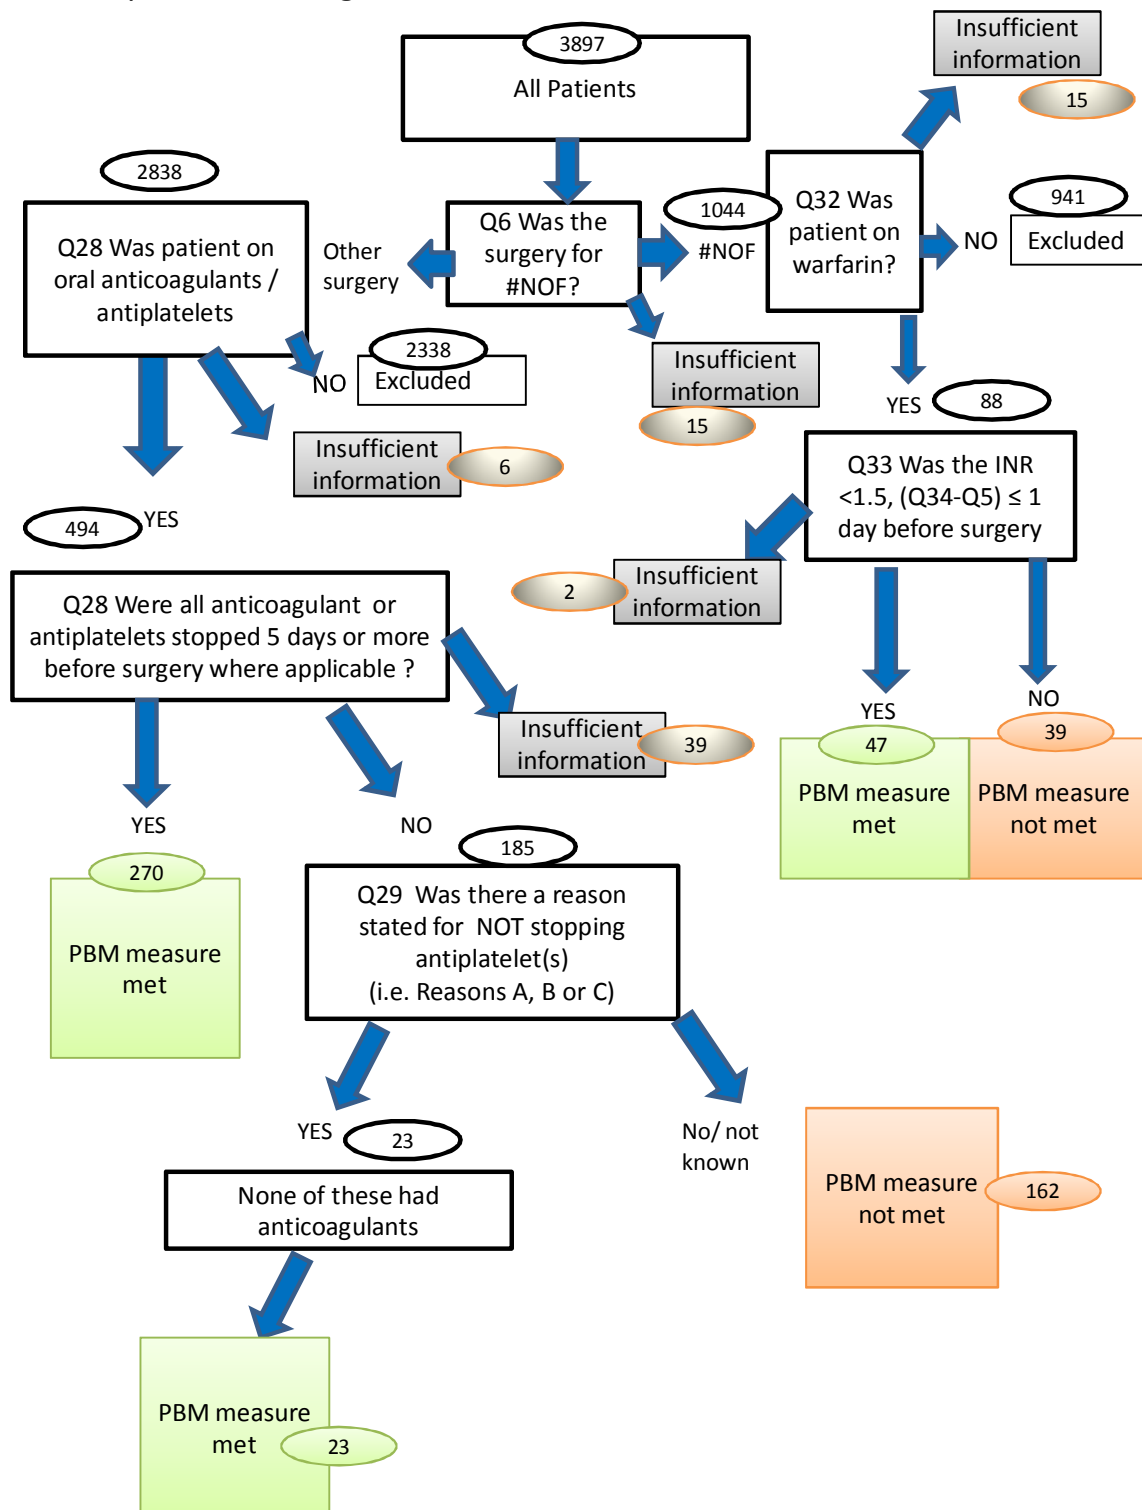 3897
All Patients
Insufficient
information
15
2838
Q28 Was patient on
oral anticoagulants /
antiplatelets
Other
surgery
Q6 Was the
surgery for
#NOF?
1044
#NOF
Q32 Was
patient on
warfarin?
NO
941
Excluded
NO
2338
Excluded
Insufficient
information
15
YES
88
Insufficient
information
6
Q33 Was the INR
<1.5, (Q34-Q5) ≤ 1
day before surgery
494
YES
Insufficient
information
2
Q28 Were all anticoagulant or
antiplatelets stopped 5 days or more
before surgery where applicable ?
Insufficient
information
39
YES
47
PBM measure
met
NO
39
PBM measure
not met
YES
270
PBM measure
met
NO
185
Q29 Was there a reason
stated for NOT stopping
antiplatelet(s)
(i.e. Reasons A, B or C)
YES
23
No/ not
known
None of these had
anticoagulants
PBM measure
not met
162
PBM measure
met
23